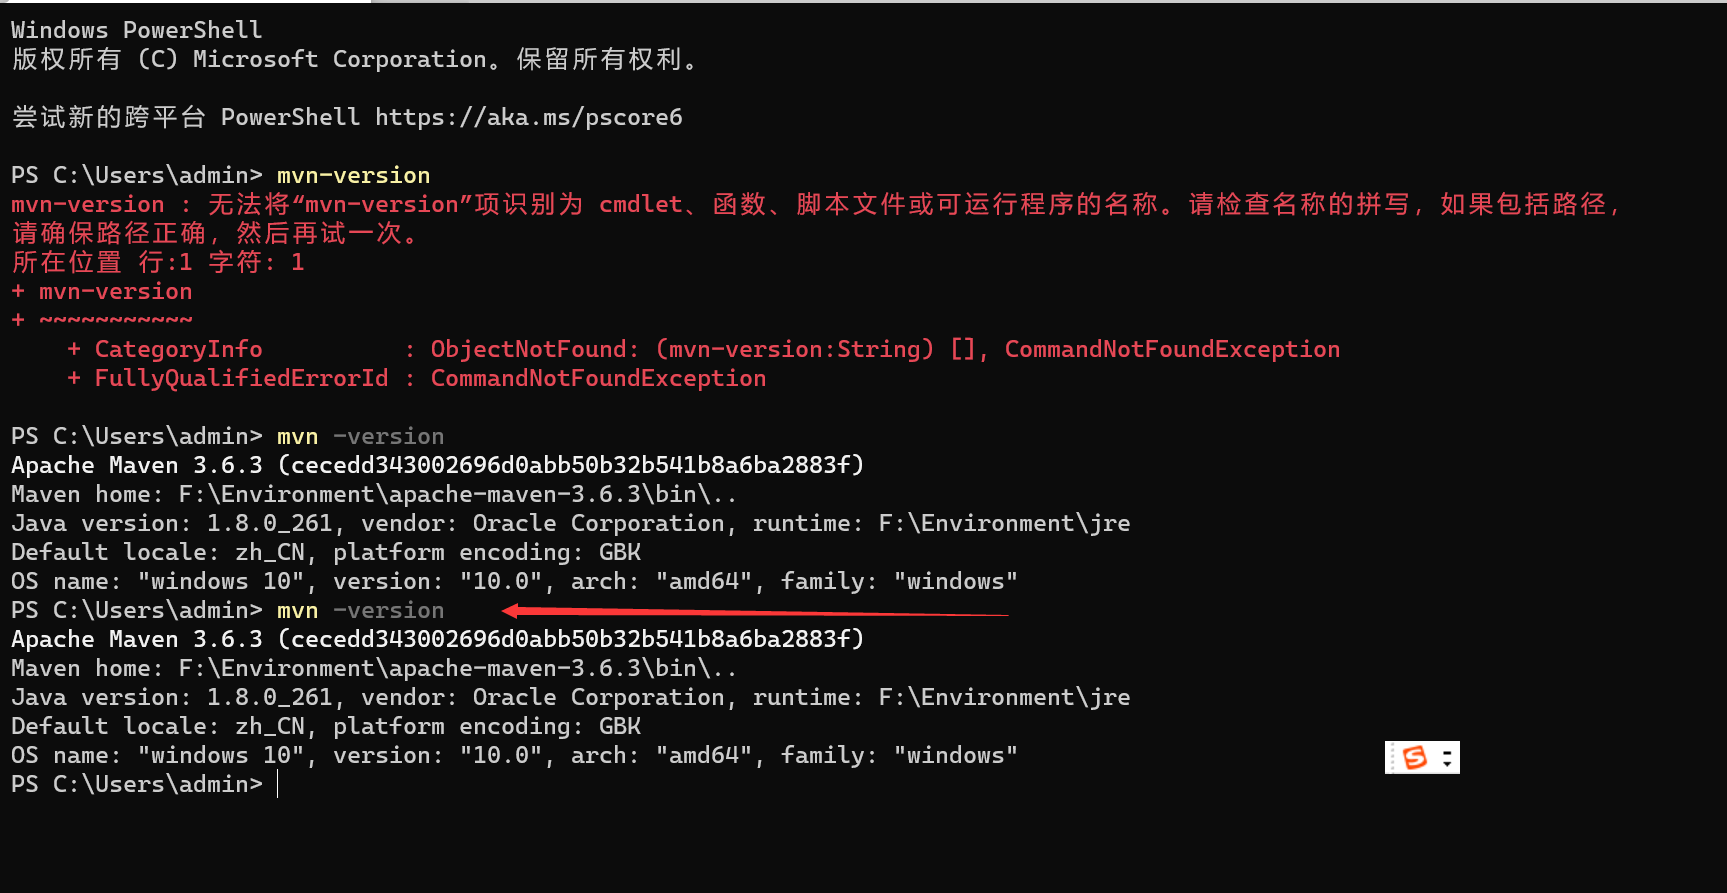 Windows PowerShell
版权所有 (C) Microsoft Corporation。保留所有权利。
尝试新的跨平台 PowerShell https://aka.ms/pscore6
PS C:\Users\admin> mvn-version
mvn-version : 无法将“mvn-version”项识别为 cmdlet、函数、脚本文件或可运行程序的名称。请检查名称的拼写，如果包括路径，
请确保路径正确，然后再试一次。
所在位置 行:1 字符: 1
+ mvn-version
+ ~~~~~~~~~~~
    + CategoryInfo          : ObjectNotFound: (mvn-version:String) [], CommandNotFoundException
    + FullyQualifiedErrorId : CommandNotFoundException
PS C:\Users\admin> mvn -version
Apache Maven 3.6.3 (cecedd343002696d0abb50b32b541b8a6ba2883f)
Maven home: F:\Environment\apache-maven-3.6.3\bin\..
Java version: 1.8.0_261, vendor: Oracle Corporation, runtime: F:\Environment\jre
Default locale: zh_CN, platform encoding: GBK
OS name: "windows 10", version: "10.0", arch: "amd64", family: "windows"
PS C:\Users\admin> mvn -version
Apache Maven 3.6.3 (cecedd343002696d0abb50b32b541b8a6ba2883f)
Maven home: F:\Environment\apache-maven-3.6.3\bin\..
Java version: 1.8.0_261, vendor: Oracle Corporation, runtime: F:\Environment\jre
Default locale: zh_CN, platform encoding: GBK
OS name: "windows 10", version: "10.0", arch: "amd64", family: "windows"
PS C:\Users\admin>